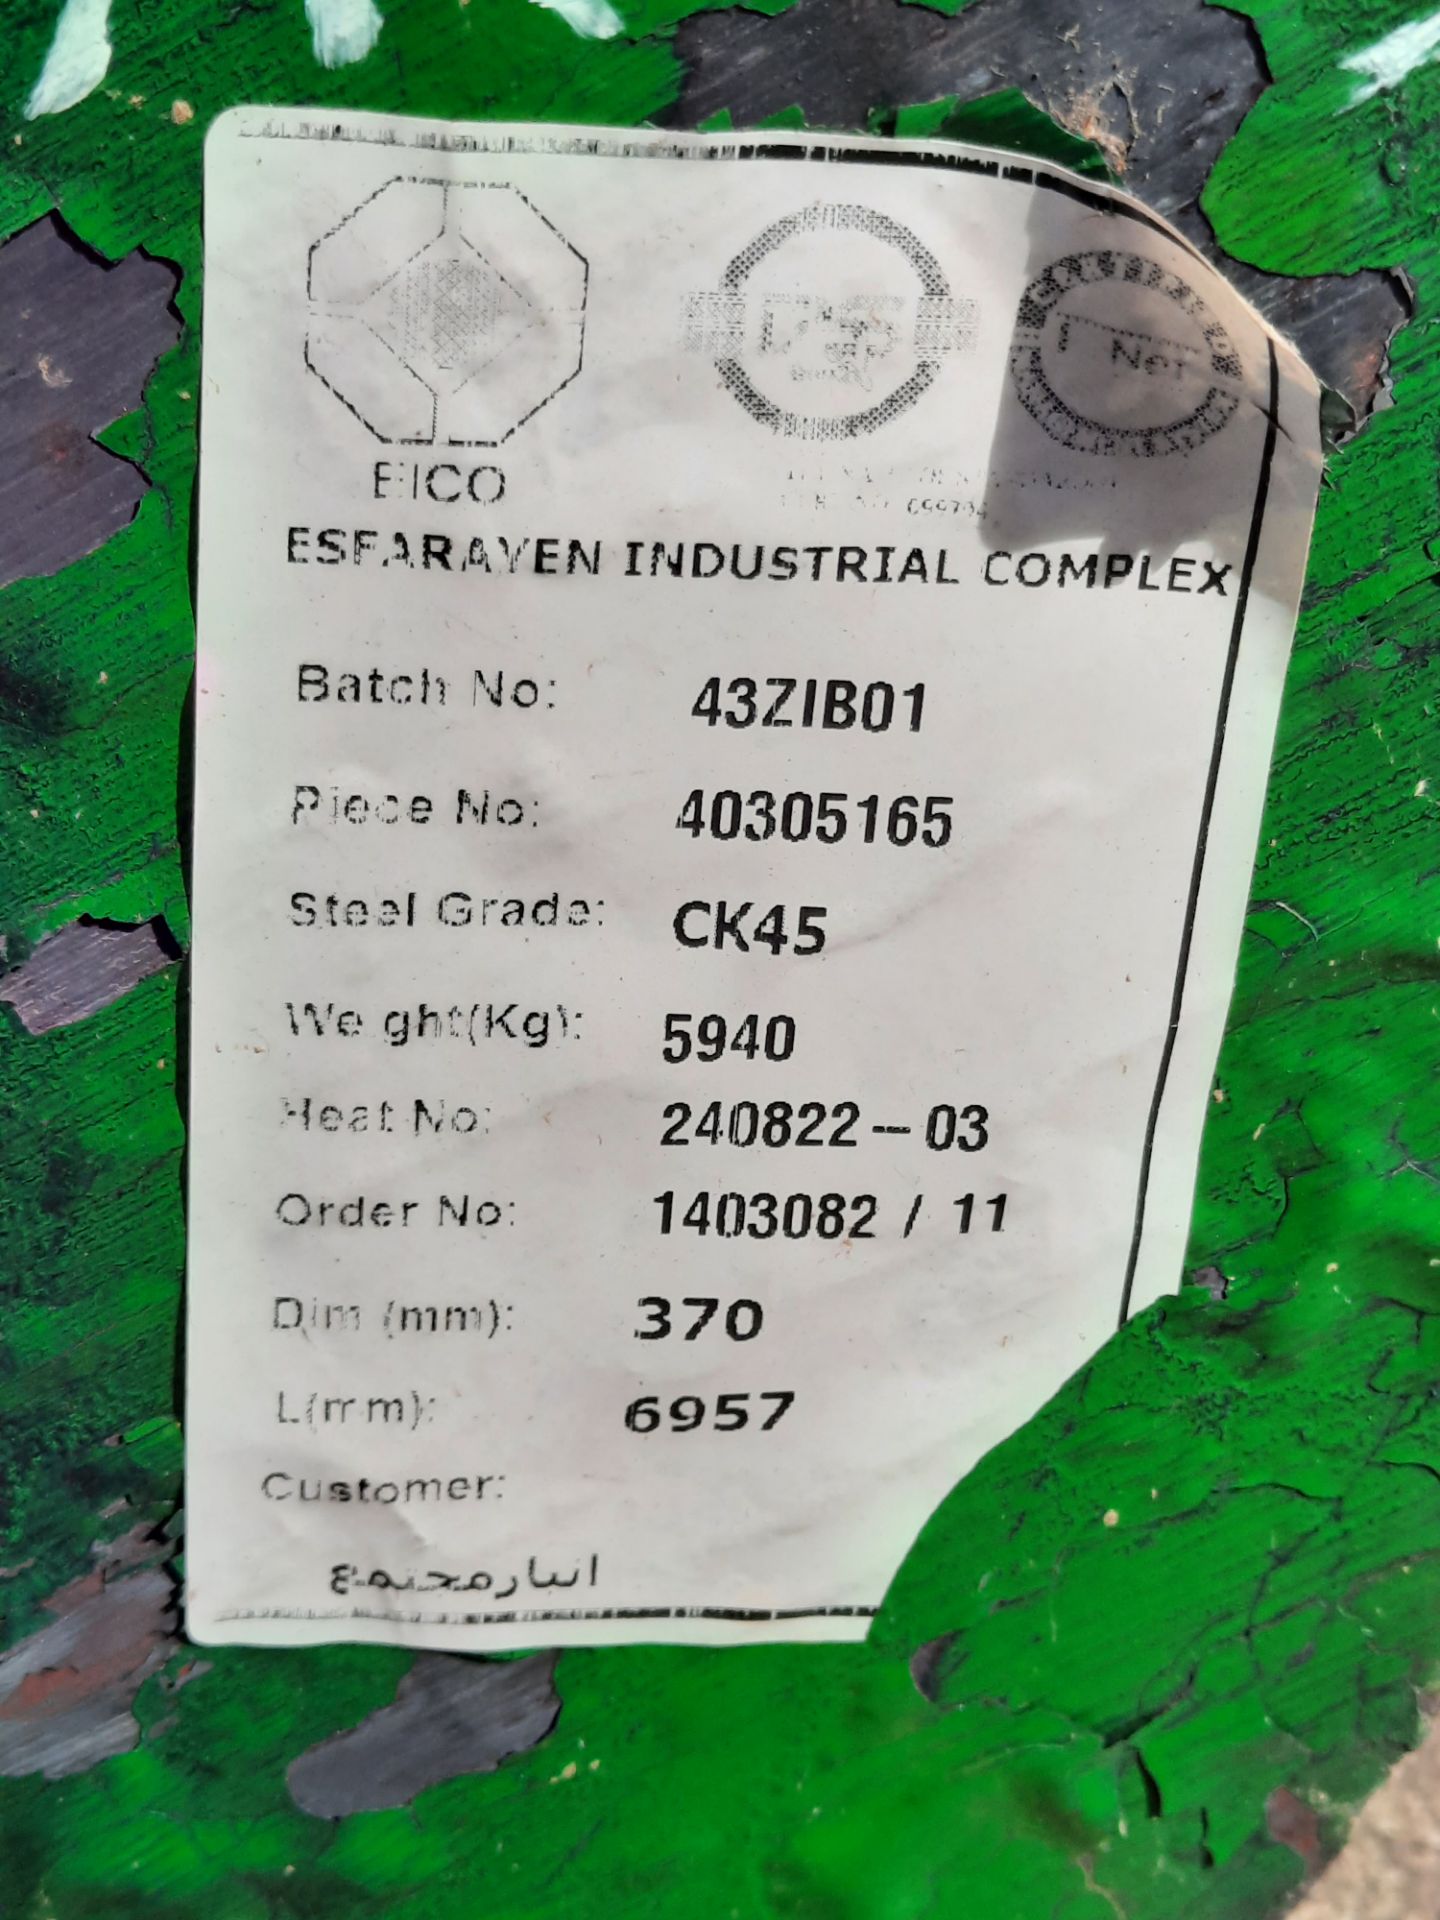 EICO
ESFARAYEN INDUSTRIAL COMPLEX
Batch No: 43ZIB01
Piece No: 40305165
Steel Grade: CK45
Weight(Kg): 5940
Heat No: 240822-03
Order No: 1403082 / 11
Dim (mm): 370
L(mm): 6957
Customer:
انبارمجتمع